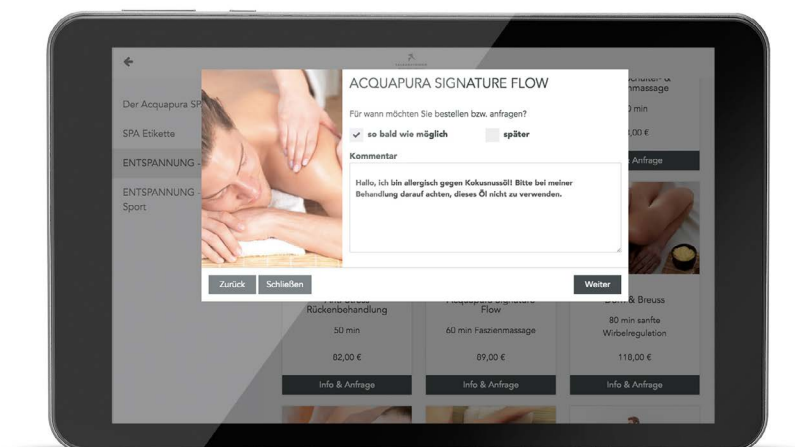 Der Acquapura SP
SPA Etikette
ENTSPANNUNG -
ENTSPANNUNG -
Sport
ACQUAPURA SIGNATURE FLOW
Für wann möchten Sie bestellen bzw. anfragen?
so bald wie möglich
später
Kommentar
Hallo, ich bin allergisch gegen Kokusnussöl! Bitte bei meiner
Behandlung darauf achten, dieses Öl nicht zu verwenden.
Zurück
Schließen
Weiter
Anfrage
Rückenbehandlung
50 min
82,00 €
Info & Anfrage
Acquapura Signature
Flow
60 min Faszienmassage
89,00 €
Info & Anfrage
& Breuss
80 min sanfte
Wirbelregulation
118,00 €
Info & Anfrage